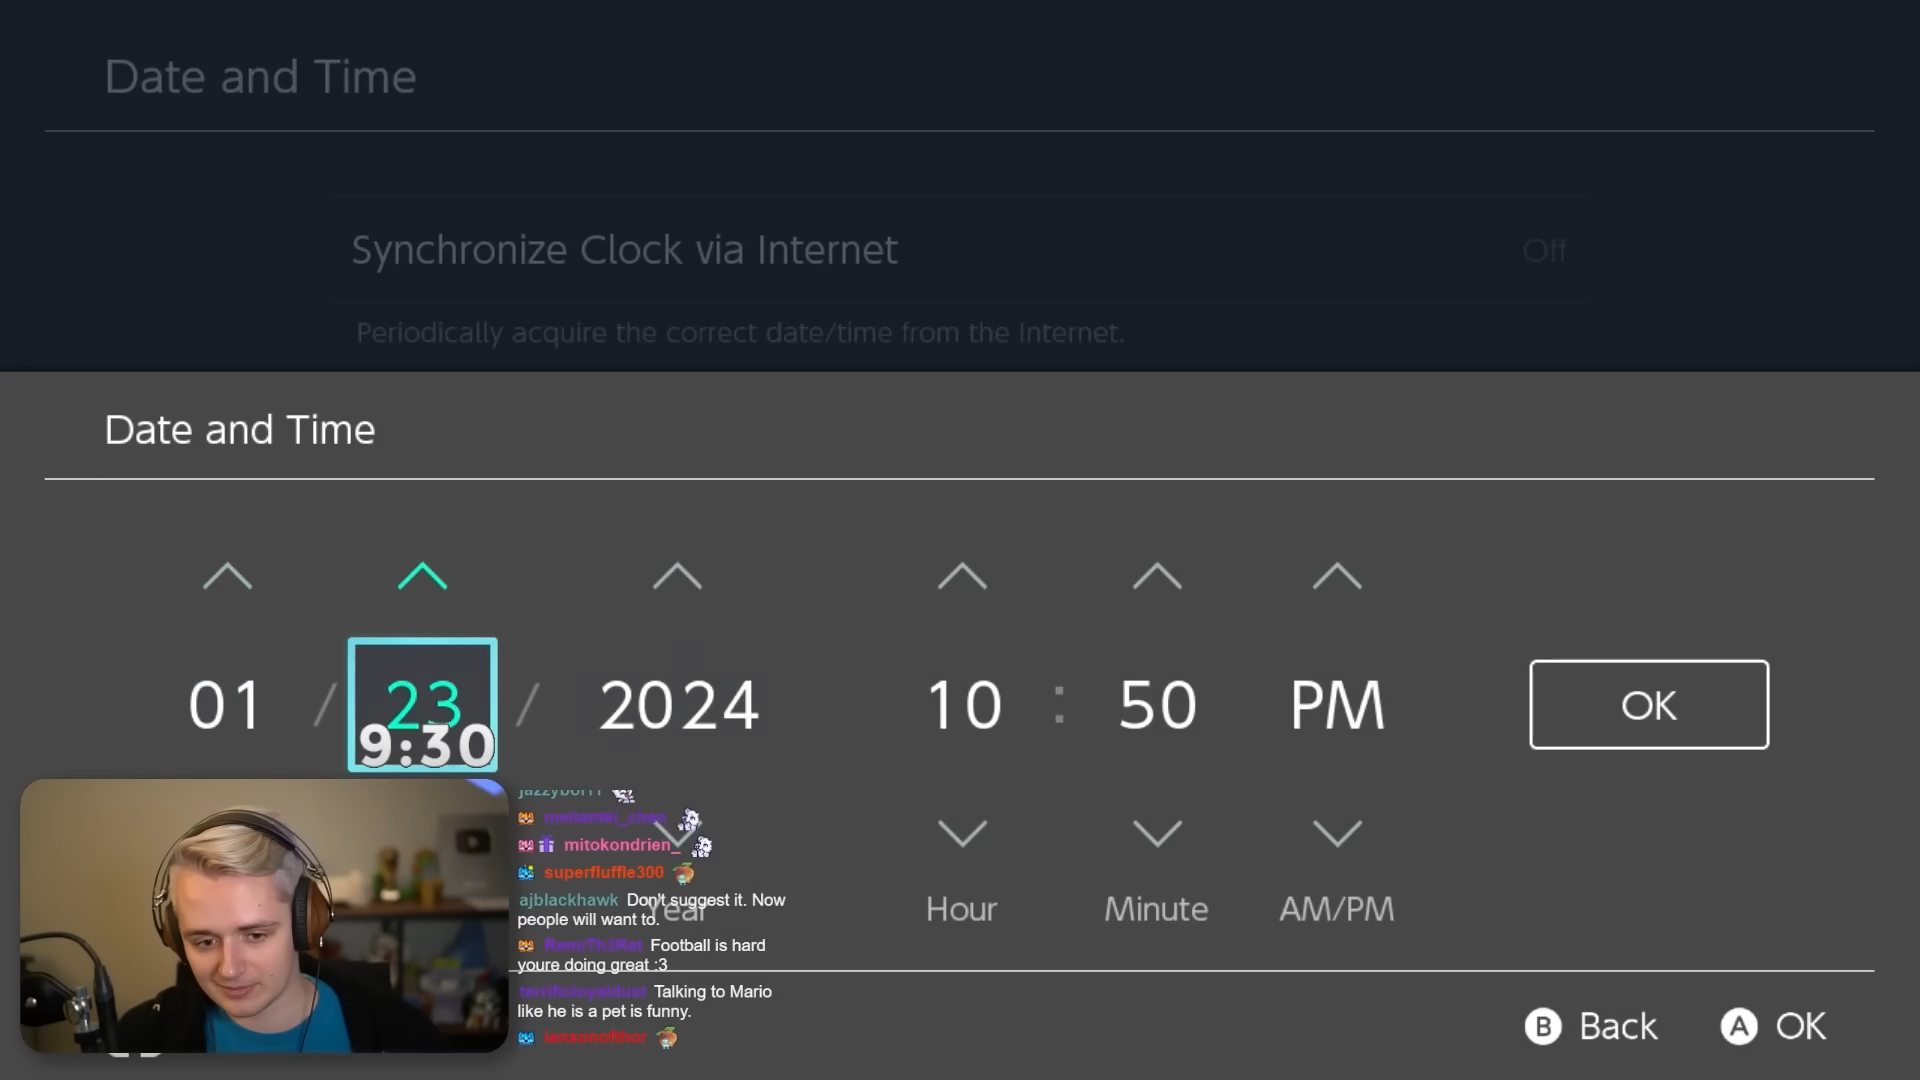 Date and Time
Synchronize Clock via Internet Off
Periodically acquire the correct date/time from the Internet.
Date and Time
01 / 23 / 2024 10 : 50 PM OK
9:30
mitokondrien_
superfluffle300
ajblackhawk Don't suggest it. Now
people will want to.
Year Hour Minute AM/PM
RemiTh3Rat Football is hard
youre doing great :3
Talking to Mario
like he is a pet is funny.
B Back A OK